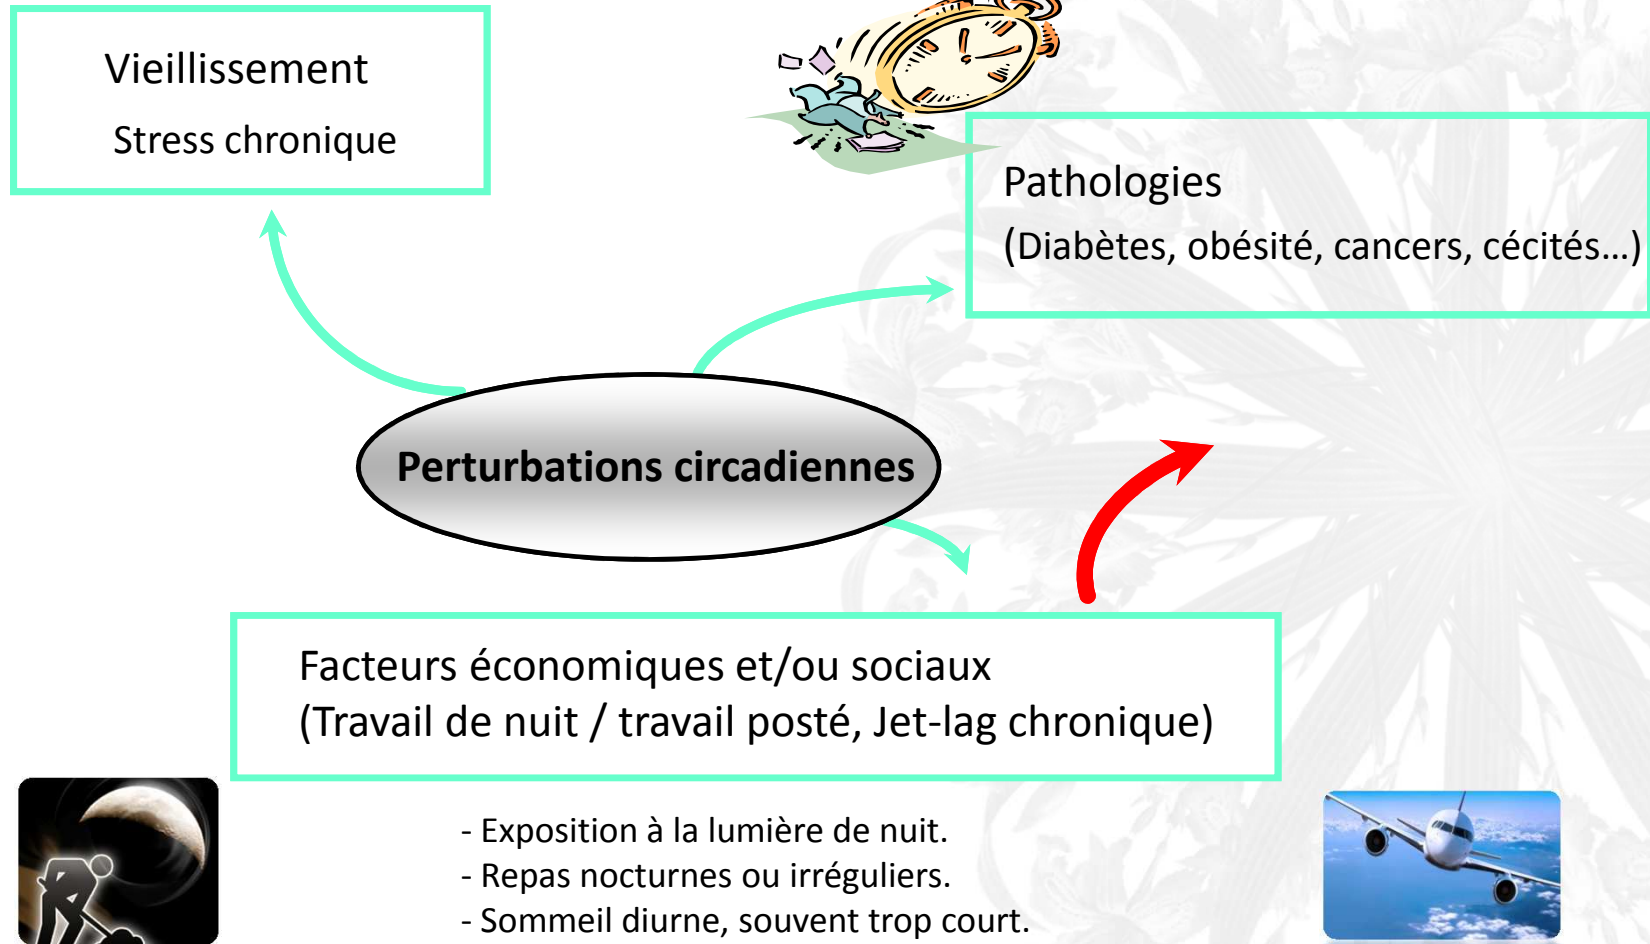 Vieillissement
Stress chronique
Pathologies
(Diabètes, obésité, cancers, cécités…)
Perturbations circadiennes
Facteurs économiques et/ou sociaux
(Travail de nuit / travail posté, Jet-lag chronique)
- Exposition à la lumière de nuit.
- Repas nocturnes ou irréguliers.
- Sommeil diurne, souvent trop court.